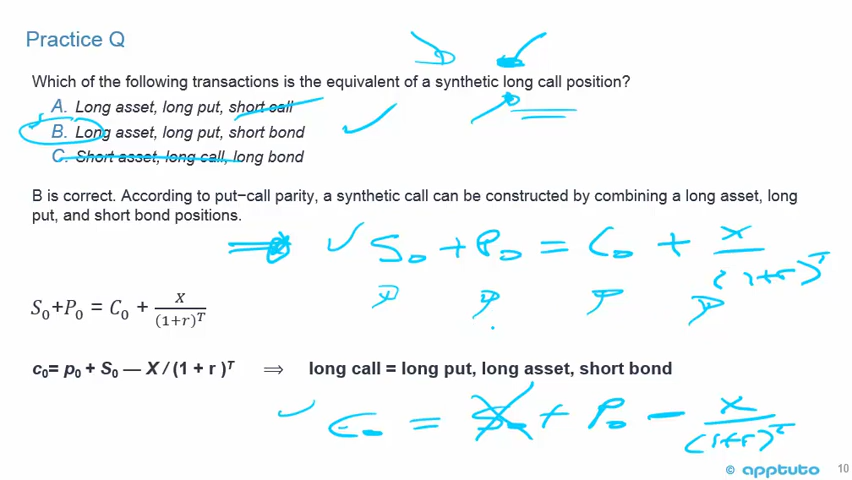 Practice Q
Which of the following transactions is the equivalent of a synthetic long call position?
A. Long asset, long put, short call
B. Long asset, long put, short bond
C. Short asset, long call, long bond
B is correct. According to put−call parity, a synthetic call can be constructed by combining a long asset, long
put, and short bond positions.
S₀ + P₀ = C₀ + X / (1+r)^T
S₀+P₀ = C₀ + X/(1+r)^T
c₀= p₀ + S₀ — X / (1 + r )^T ⟹ long call = long put, long asset, short bond
C₀ = S₀ + P₀ − X / (1+r)^T
© apptuto 10